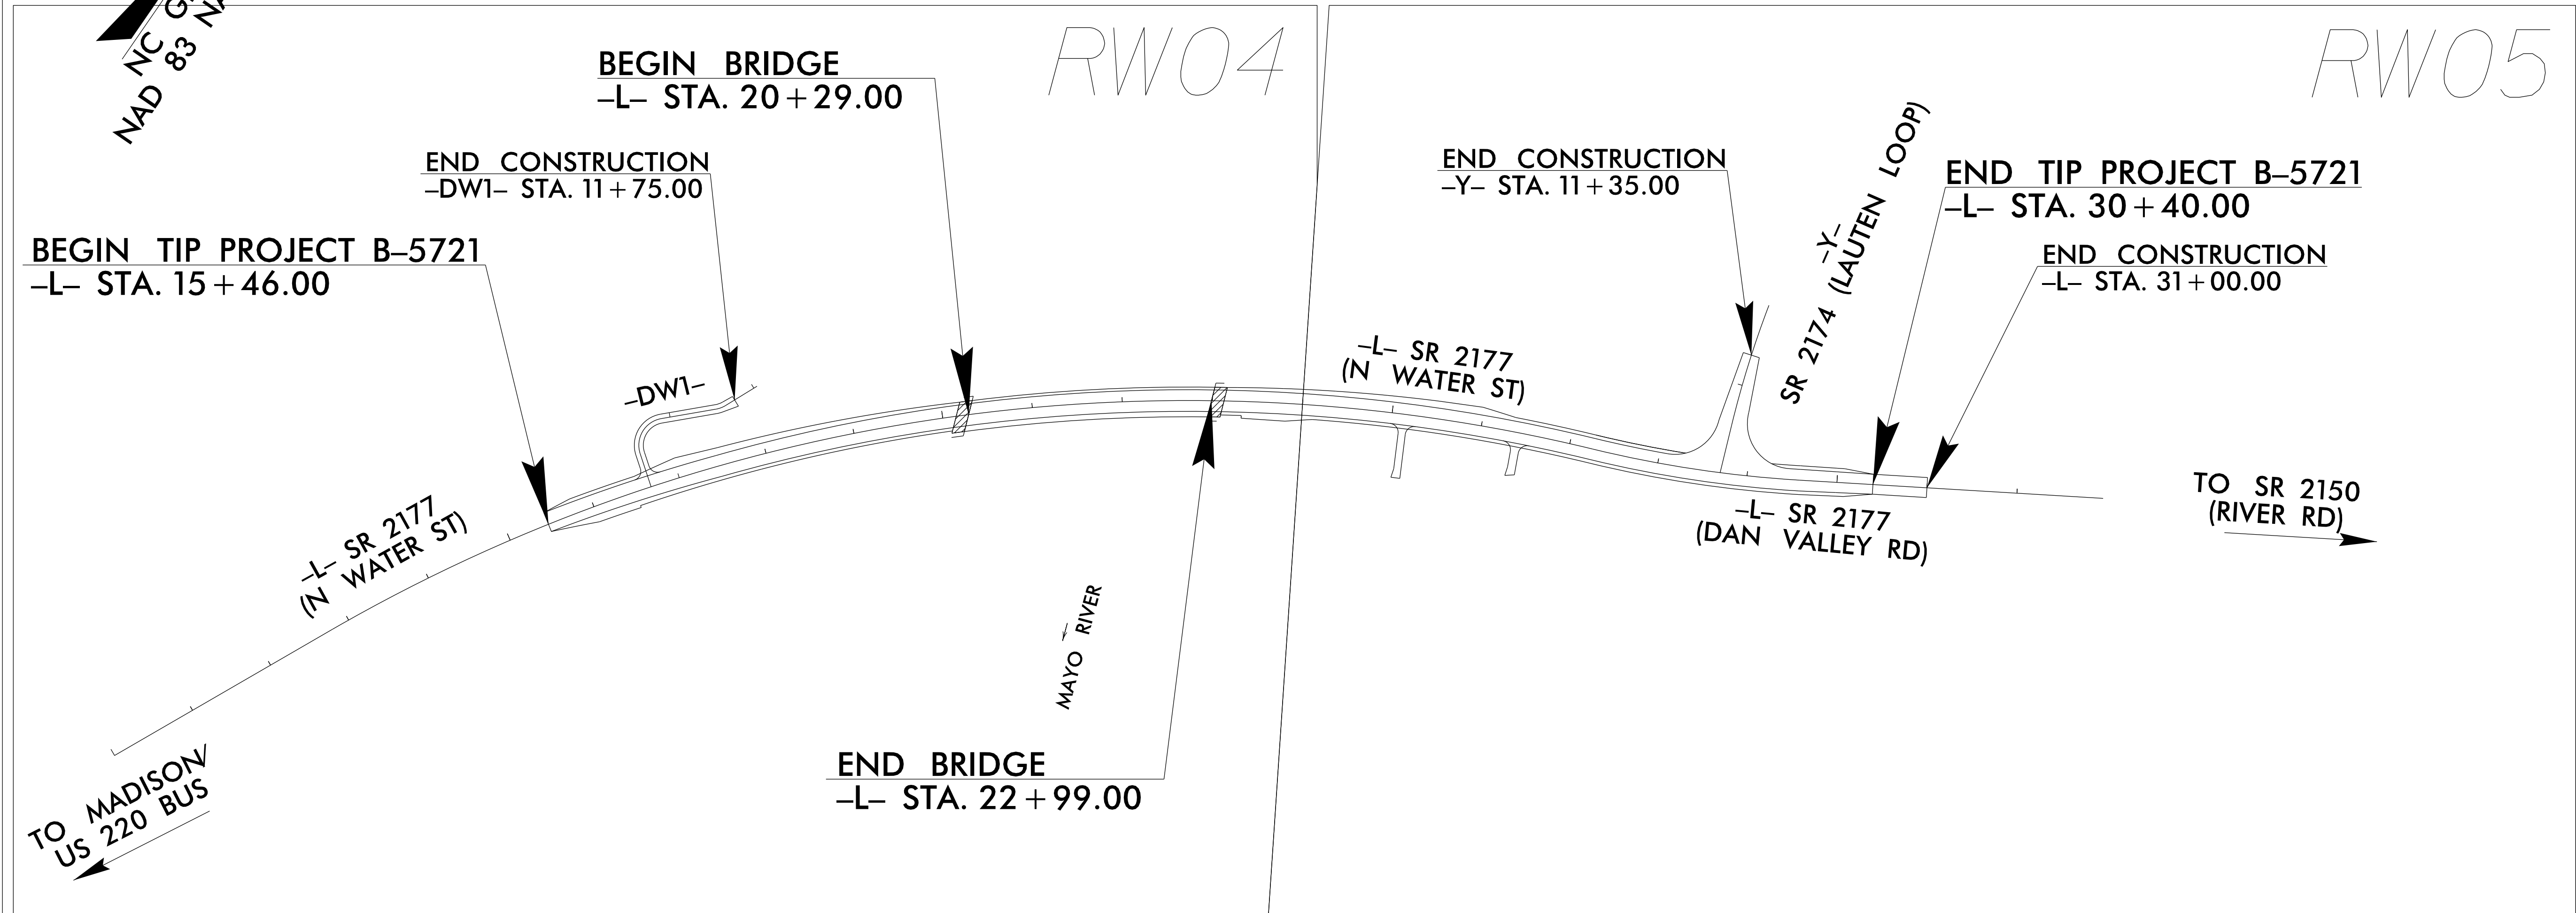 NC G
NAD 83 NA
RW04
RW05
BEGIN BRIDGE
–L– STA. 20+29.00
END CONSTRUCTION
–DW1– STA. 11+75.00
BEGIN TIP PROJECT B–5721
–L– STA. 15+46.00
END CONSTRUCTION
–Y– STA. 11+35.00
–Y–
SR 2174 (LAUTEN LOOP)
END TIP PROJECT B–5721
–L– STA. 30+40.00
END CONSTRUCTION
–L– STA. 31+00.00
–DW1–
–L– SR 2177
(N WATER ST)
–L– SR 2177
(N WATER ST)
–L– SR 2177
(DAN VALLEY RD)
TO SR 2150
(RIVER RD)
MAYO RIVER
END BRIDGE
–L– STA. 22+99.00
TO MADISON/
US 220 BUS